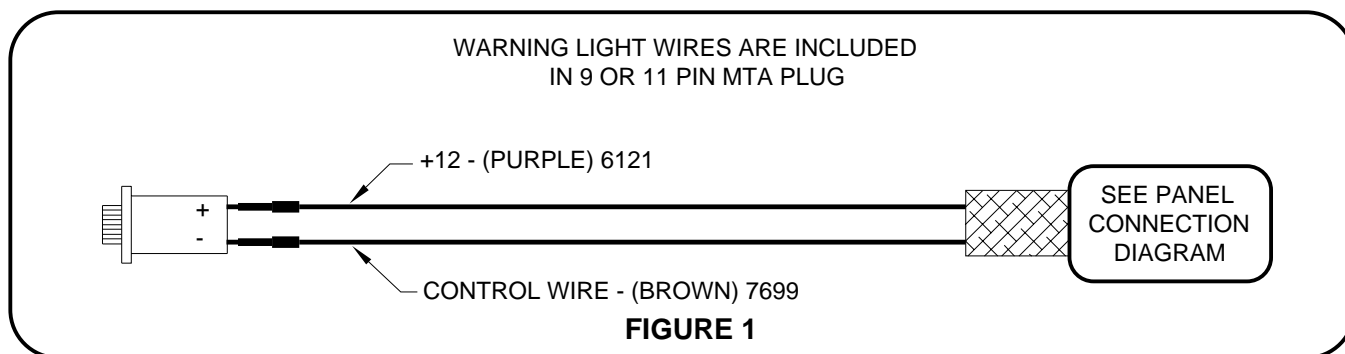 WARNING LIGHT WIRES ARE INCLUDED
IN 9 OR 11 PIN MTA PLUG
+12 - (PURPLE) 6121
+
-
SEE PANEL
CONNECTION
DIAGRAM
CONTROL WIRE - (BROWN) 7699
FIGURE 1